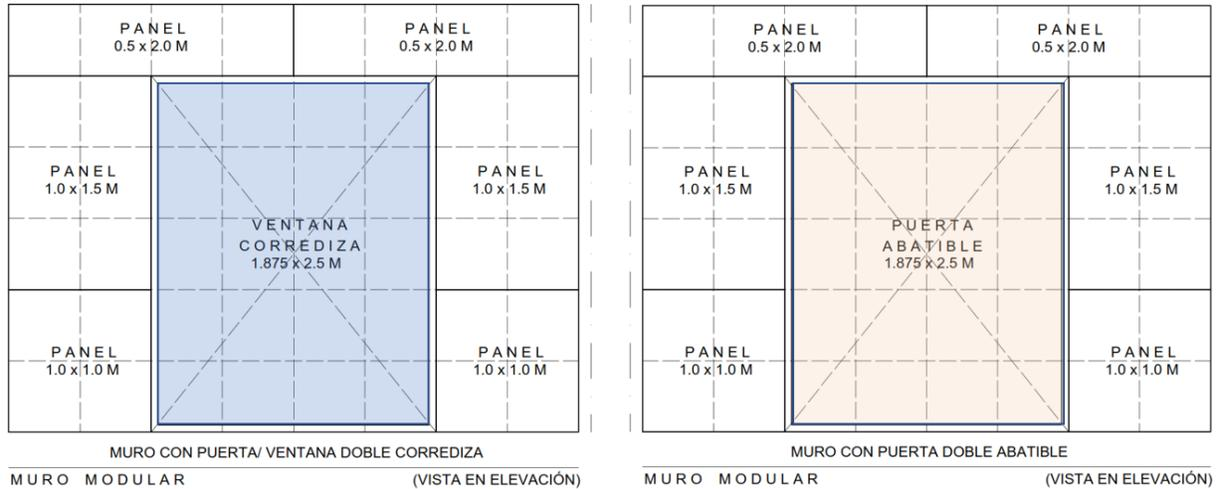 PANEL
0.5 x 2.0 M
PANEL
0.5 x 2.0 M
PANEL
1.0 x 1.5 M
VENTANA
CORREDIZA
1.875 x 2.5 M
PANEL
1.0 x 1.5 M
PANEL
1.0 x 1.0 M
PANEL
1.0 x 1.0 M
MURO CON PUERTA/ VENTANA DOBLE CORREDIZA
MURO MODULAR
(VISTA EN ELEVACIÓN)
PANEL
0.5 x 2.0 M
PANEL
0.5 x 2.0 M
PANEL
1.0 x 1.5 M
PUERTA
ABATIBLE
1.875 x 2.5 M
PANEL
1.0 x 1.5 M
PANEL
1.0 x 1.0 M
PANEL
1.0 x 1.0 M
MURO CON PUERTA DOBLE ABATIBLE
MURO MODULAR
(VISTA EN ELEVACIÓN)